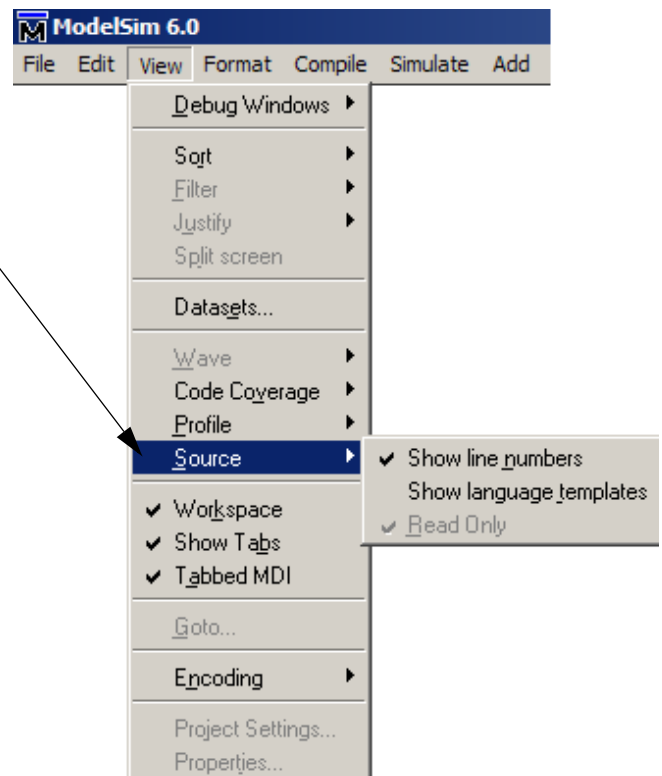 ModelSim 6.0
File Edit View Format Compile Simulate Add
Debug Windows
Sort
Filter
Justify
Split screen
Datasets...
Wave
Code Coverage
Profile
Source
Show line numbers
Show language templates
Read Only
Workspace
Show Tabs
Tabbed MDI
Goto...
Encoding
Project Settings...
Properties...